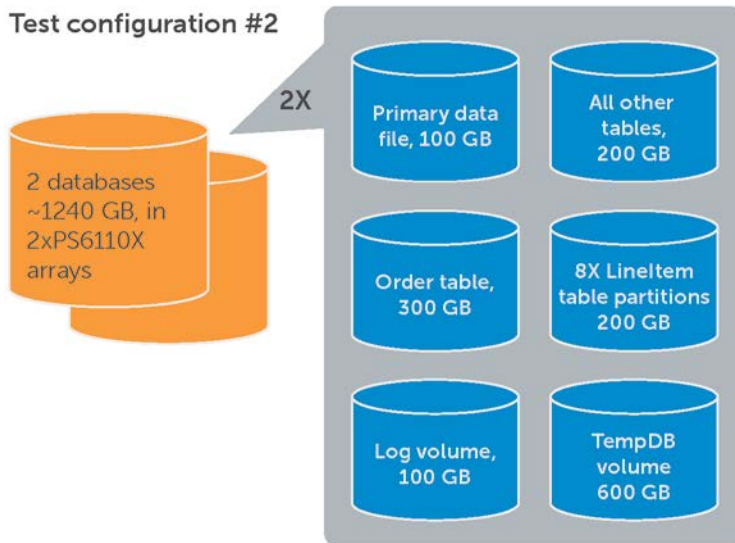 Test configuration #2
2X
2 databases
~1240 GB, in
2xPS6110X
arrays
Primary data
file, 100 GB
All other
tables,
200 GB
Order table,
300 GB
8X LineItem
table partitions
200 GB
Log volume,
100 GB
TempDB
volume
600 GB